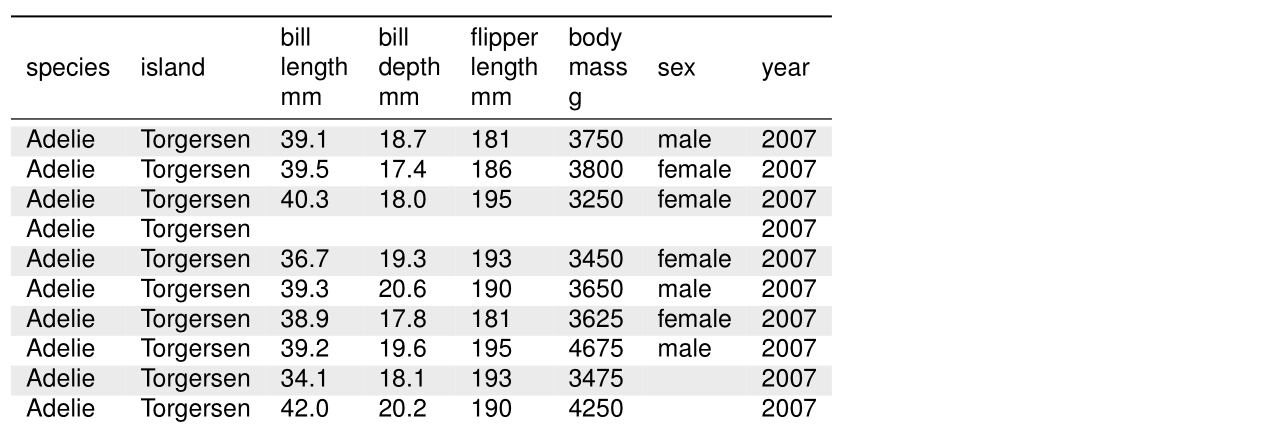 species island bill length mm bill depth mm flipper length mm body mass g sex year
Adelie Torgersen 39.1 18.7 181 3750 male 2007
Adelie Torgersen 39.5 17.4 186 3800 female 2007
Adelie Torgersen 40.3 18.0 195 3250 female 2007
Adelie Torgersen 2007
Adelie Torgersen 36.7 19.3 193 3450 female 2007
Adelie Torgersen 39.3 20.6 190 3650 male 2007
Adelie Torgersen 38.9 17.8 181 3625 female 2007
Adelie Torgersen 39.2 19.6 195 4675 male 2007
Adelie Torgersen 34.1 18.1 193 3475 2007
Adelie Torgersen 42.0 20.2 190 4250 2007